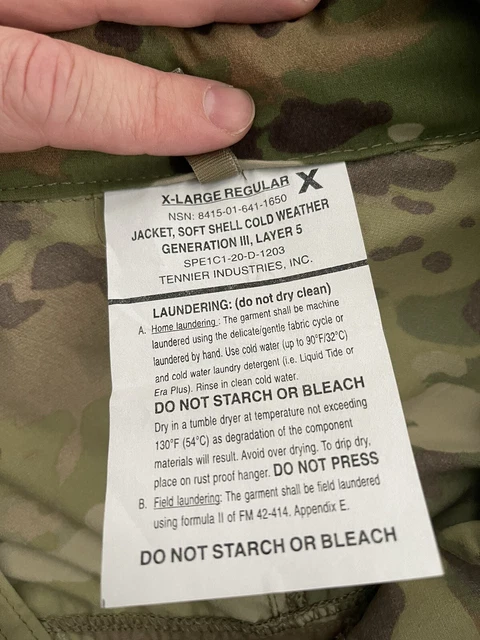 X-LARGE REGULAR X
NSN: 8415-01-641-1650
JACKET, SOFT SHELL COLD WEATHER
GENERATION III, LAYER 5
SPE1C1-20-D-1203
TENNIER INDUSTRIES, INC.
LAUNDERING: (do not dry clean)
A. Home laundering: The garment shall be machine
laundered using the delicate/gentle fabric cycle or
laundered by hand. Use cold water (up to 90°F/32°C)
and cold water laundry detergent (i.e. Liquid Tide or
Era Plus). Rinse in clean cold water.
DO NOT STARCH OR BLEACH
Dry in a tumble dryer at temperature not exceeding
130°F (54°C) as degradation of the component
materials will result. Avoid over drying. To drip dry,
place on rust proof hanger. DO NOT PRESS
B. Field laundering: The garment shall be field laundered
using formula II of FM 42-414. Appendix E.
DO NOT STARCH OR BLEACH